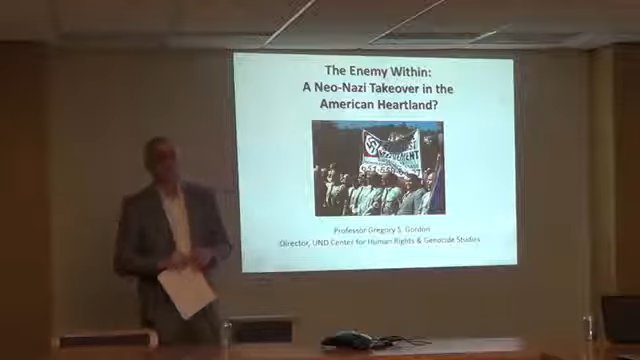 The Enemy Within:
A Neo-Nazi Takeover in the
American Heartland?
Professor Gregory S. Gordon
Director, UND Center for Human Rights & Genocide Studies